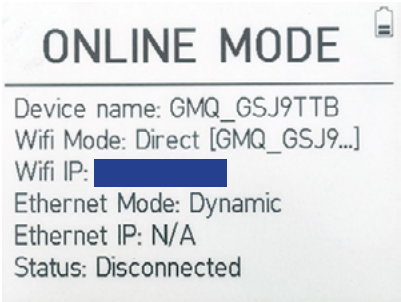 ONLINE MODE
Device name: GMQ_GSJ9TTB
Wifi Mode: Direct [GMQ_GSJ9...]
Wifi IP:
Ethernet Mode: Dynamic
Ethernet IP: N/A
Status: Disconnected